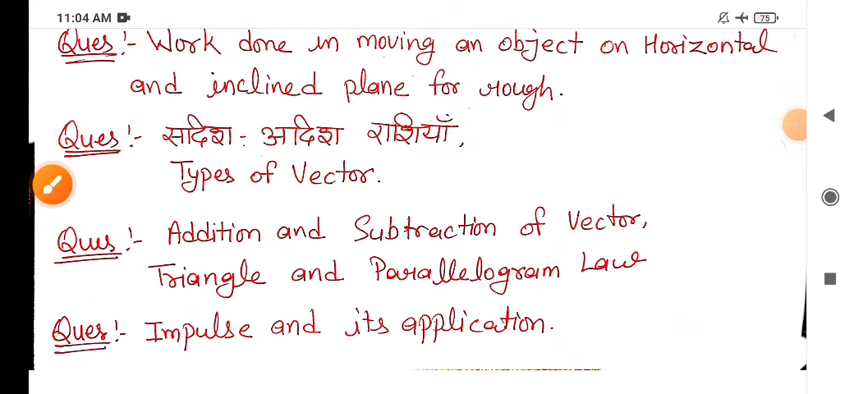 11:04 AM
75
Ques!- Work done in moving an object on Horizontal
and inclined plane for rough.
Ques!- सदिश - अदिश राशियाँ,
Types of Vector.
Ques!- Addition and Subtraction of Vector,
Triangle and Parallelogram Law
Ques!- Impulse and its application.